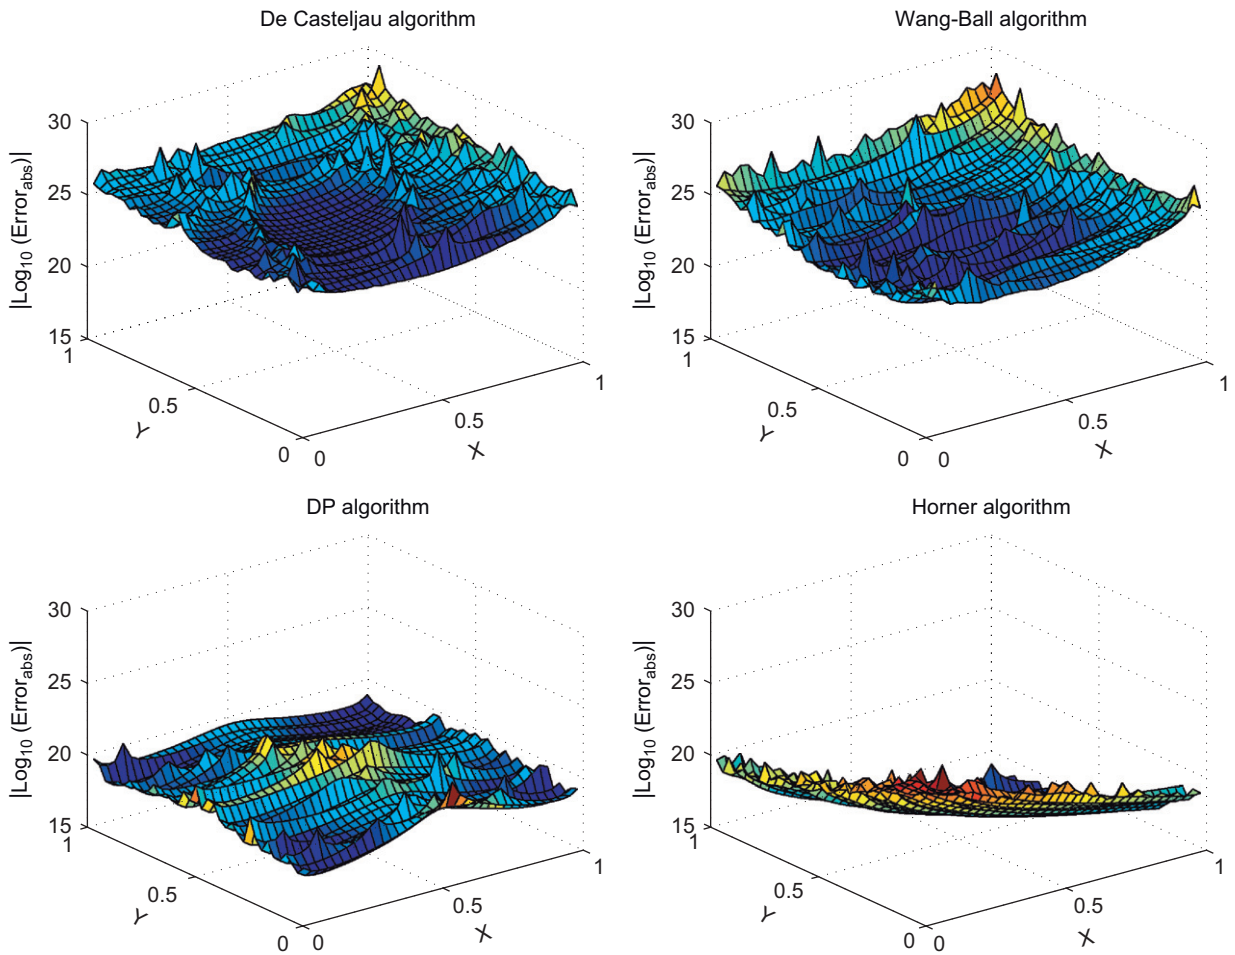 De Casteljau algorithm
|Log10 (Errorabs)|
30
25
20
15
1
0.5
0
Y
0
0.5
1
X
Wang-Ball algorithm
|Log10 (Errorabs)|
30
25
20
15
1
0.5
0
Y
0
0.5
1
X
DP algorithm
|Log10 (Errorabs)|
30
25
20
15
1
0.5
0
Y
0
0.5
1
X
Horner algorithm
|Log10 (Errorabs)|
30
25
20
15
1
0.5
0
Y
0
0.5
1
X